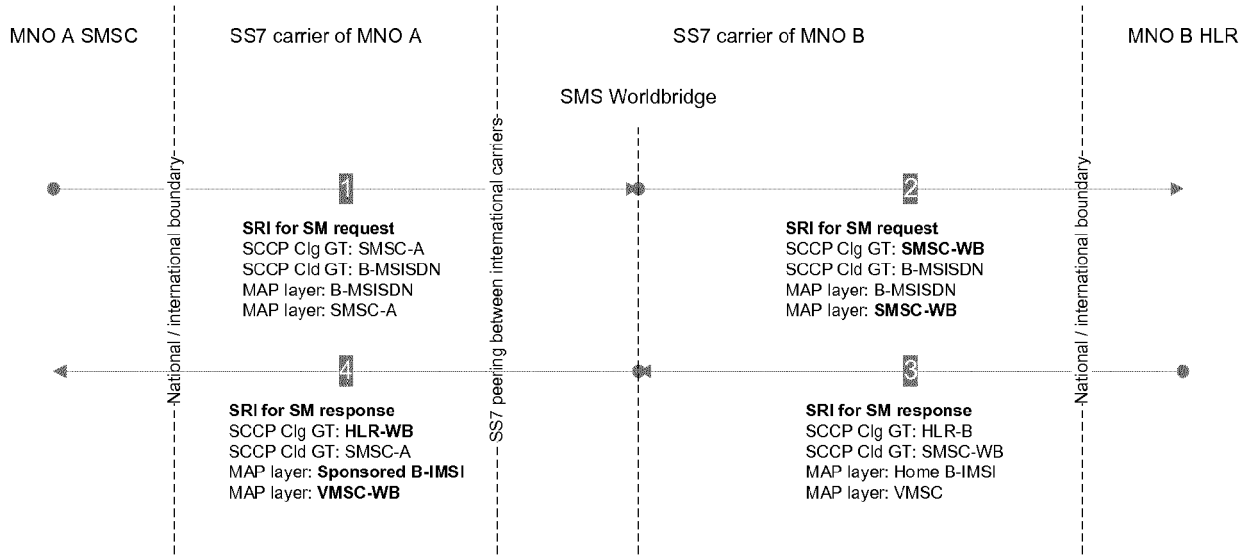 MNO A SMSC
SS7 carrier of MNO A
SS7 carrier of MNO B
MNO B HLR
SMS Worldbridge
National / international boundary
SS7 peering between international carriers
National / international boundary
1
SRI for SM request
SCCP Clg GT: SMSC-A
SCCP Cld GT: B-MSISDN
MAP layer: B-MSISDN
MAP layer: SMSC-A
2
SRI for SM request
SCCP Clg GT: SMSC-WB
SCCP Cld GT: B-MSISDN
MAP layer: B-MSISDN
MAP layer: SMSC-WB
4
SRI for SM response
SCCP Clg GT: HLR-WB
SCCP Cld GT: SMSC-A
MAP layer: Sponsored B-IMSI
MAP layer: VMSC-WB
3
SRI for SM response
SCCP Clg GT: HLR-B
SCCP Cld GT: SMSC-WB
MAP layer: Home B-IMSI
MAP layer: VMSC